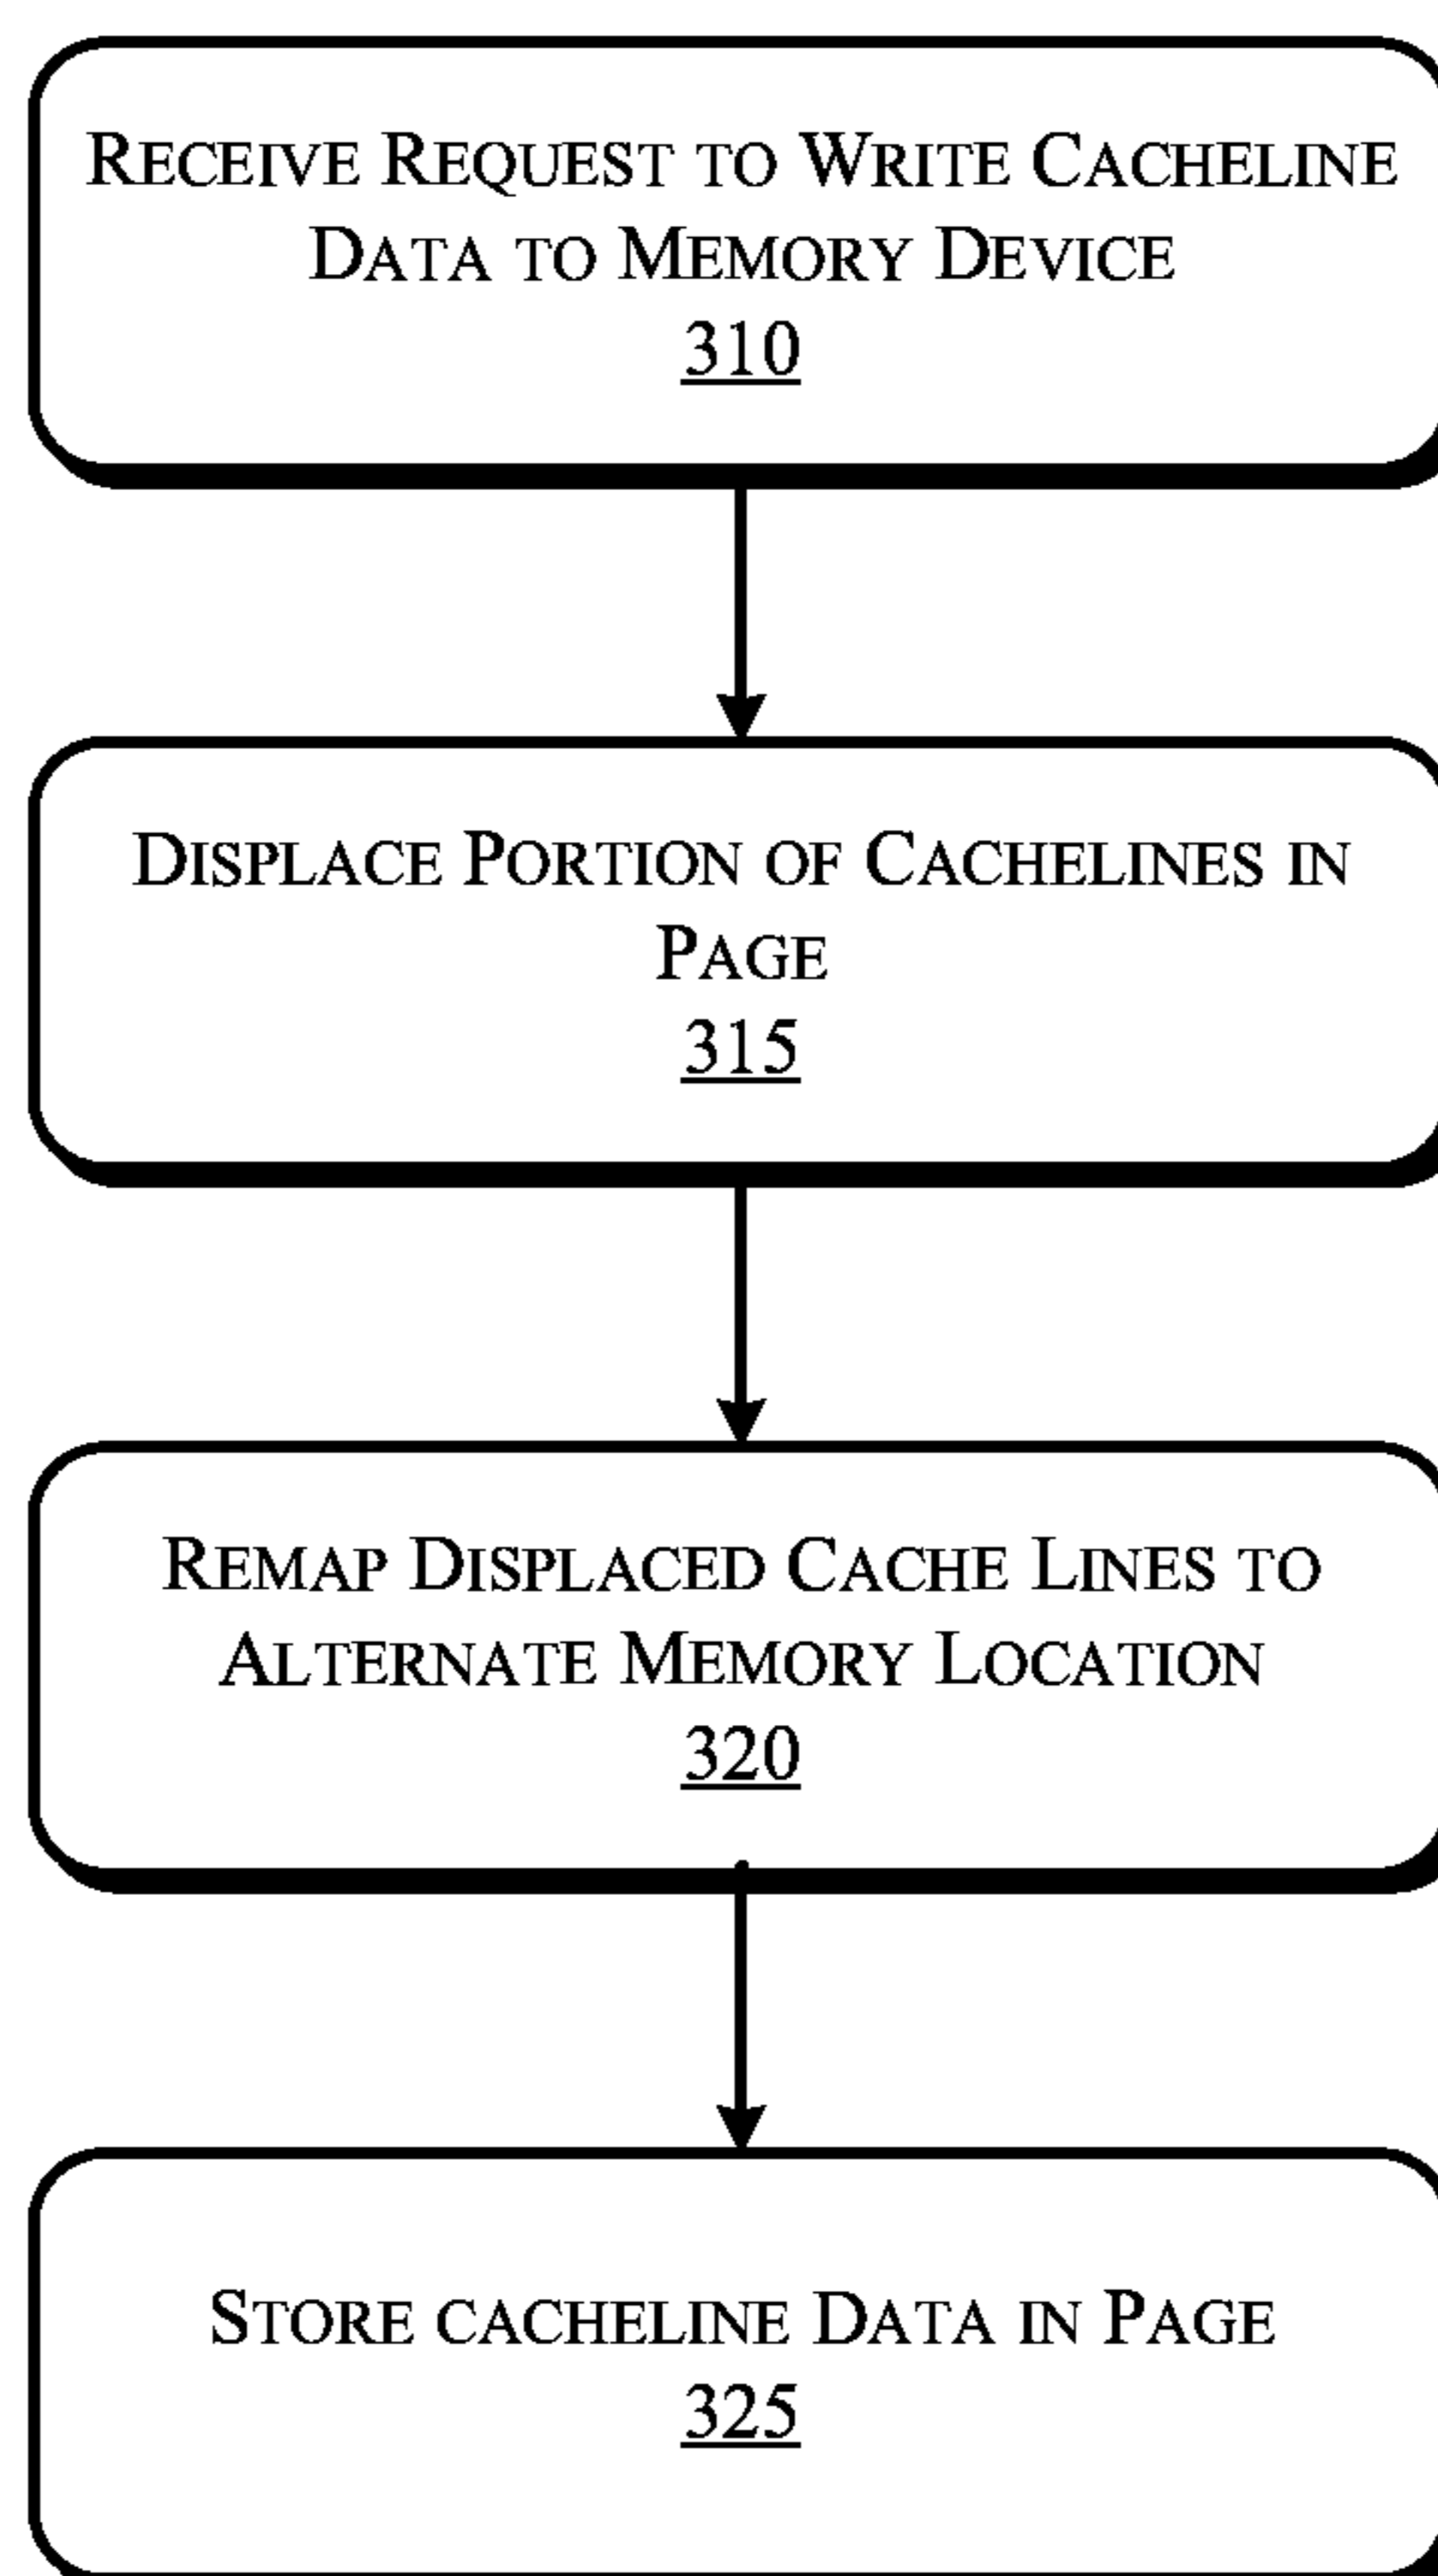 RECEIVE REQUEST TO WRITE CACHELINE
DATA TO MEMORY DEVICE
310
DISPLACE PORTION OF CACHELINES IN
PAGE
315
REMAP DISPLACED CACHE LINES TO
ALTERNATE MEMORY LOCATION
320
STORE CACHELINE DATA IN PAGE
325